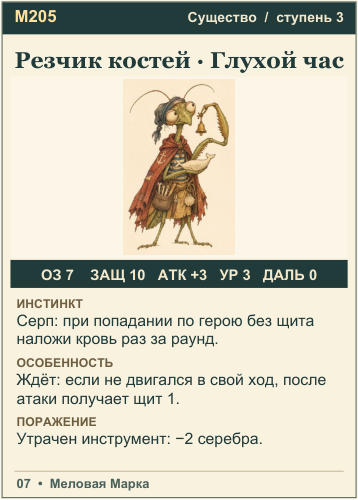 M205
Существо / ступень 3
Резчик костей · Глухой час
ОЗ 7 ЗАЩ 10 АТК +3 УР 3 ДАЛЬ 0
ИНСТИНКТ
Серп: при попадании по герою без щита
наложи кровь раз за раунд.
ОСОБЕННОСТЬ
Ждёт: если не двигался в свой ход, после
атаки получает щит 1.
ПОРАЖЕНИЕ
Утрачен инструмент: −2 серебра.
07 • Меловая Марка